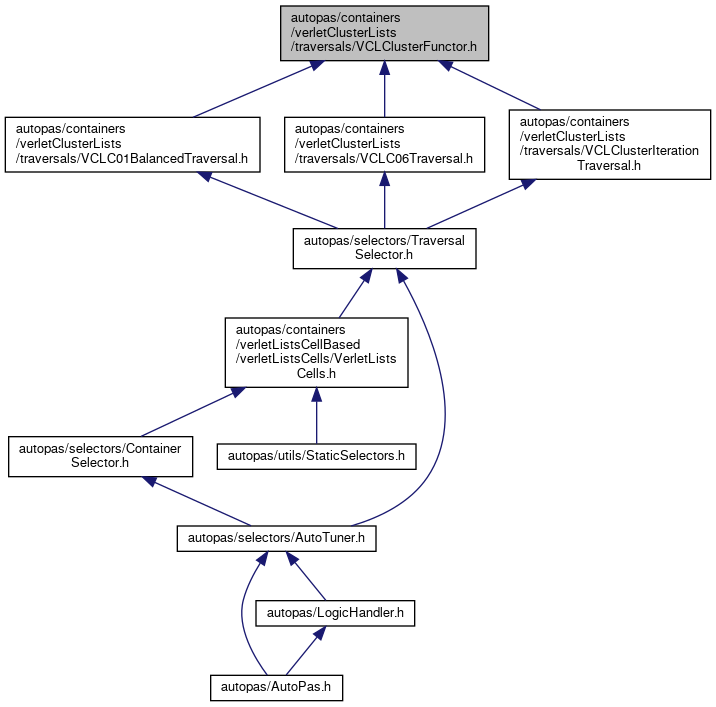 autopas/containers
/verletClusterLists
/traversals/VCLClusterFunctor.h
autopas/containers
/verletClusterLists
/traversals/VCLC01BalancedTraversal.h
autopas/containers
/verletClusterLists
/traversals/VCLC06Traversal.h
autopas/containers
/verletClusterLists
/traversals/VCLClusterIteration
Traversal.h
autopas/selectors/Traversal
Selector.h
autopas/containers
/verletListsCellBased
/verletListsCells/VerletLists
Cells.h
autopas/selectors/Container
Selector.h
autopas/utils/StaticSelectors.h
autopas/selectors/AutoTuner.h
autopas/LogicHandler.h
autopas/AutoPas.h